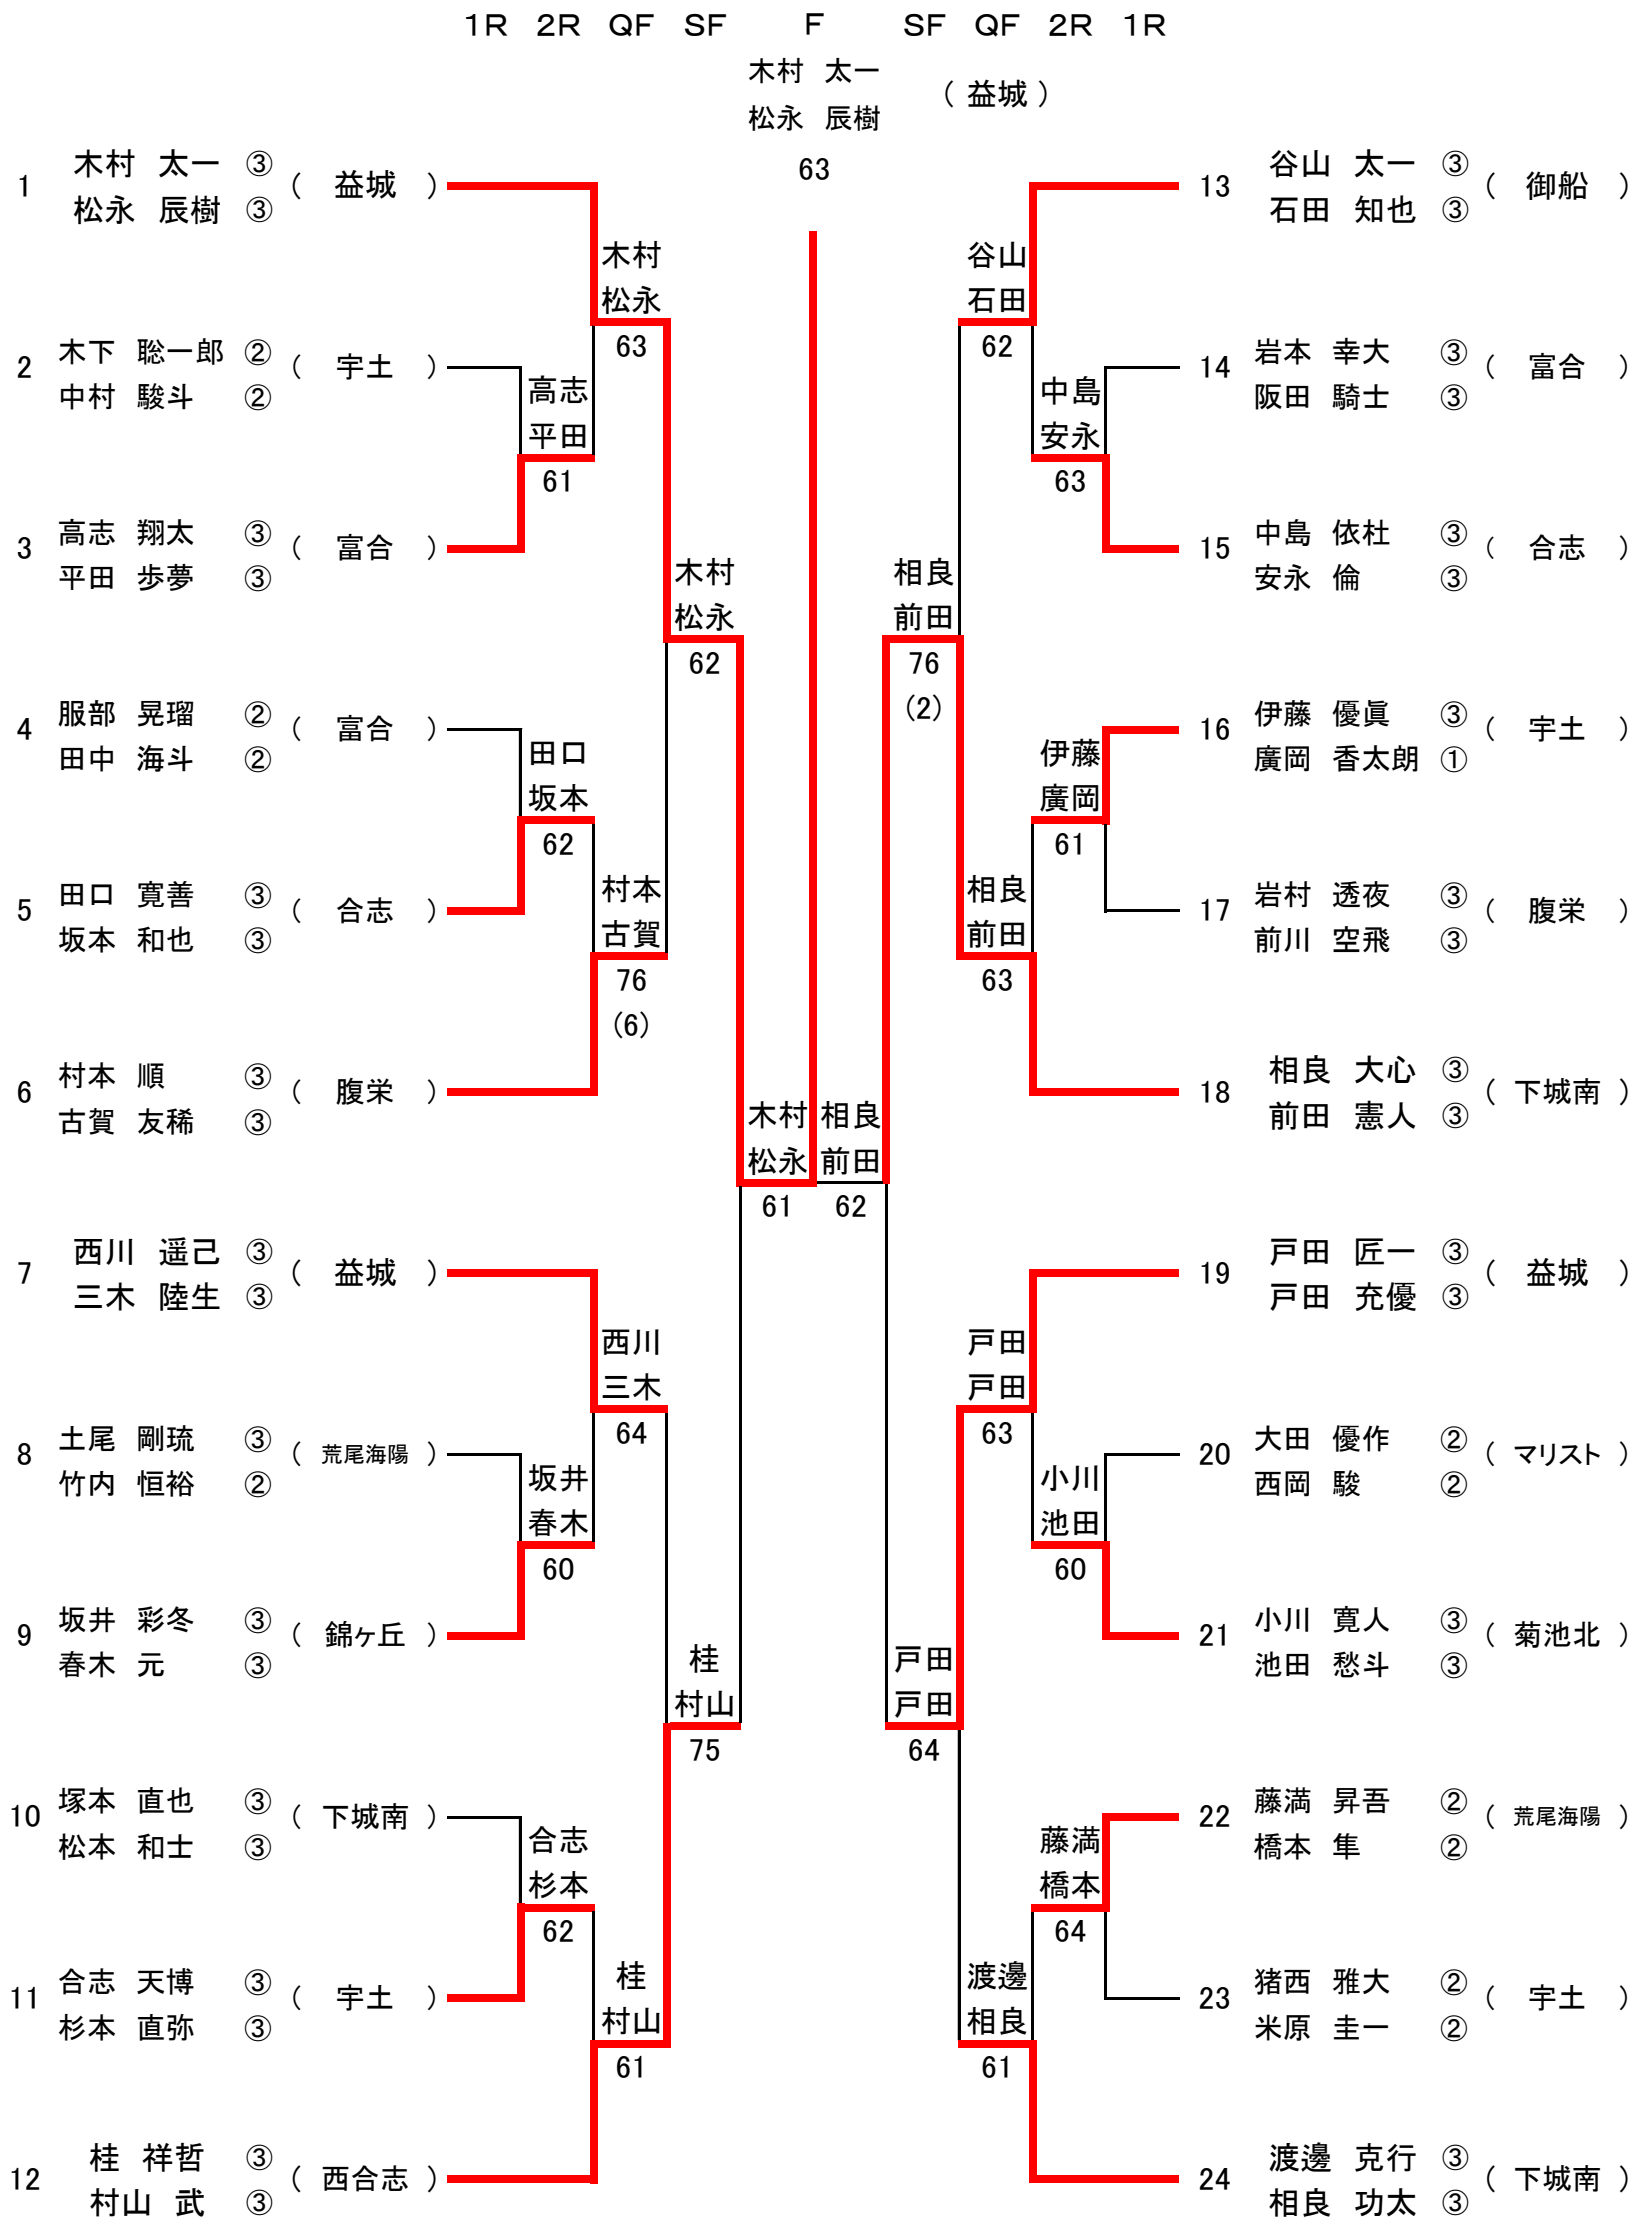 1R 2R QF SF F SF QF 2R 1R
木村 太一
松永 辰樹
( 益城 )
63
1 木村 太一 ③ ( 益城 )
松永 辰樹 ③
2 木下 聡一郎 ② ( 宇土 )
中村 駿斗 ②
3 高志 翔太 ③ ( 富合 )
平田 歩夢 ③
4 服部 晃瑠 ② ( 富合 )
田中 海斗 ②
5 田口 寛善 ③ ( 合志 )
坂本 和也 ③
6 村本 順 ③ ( 腹栄 )
古賀 友稀 ③
7 西川 遥己 ③ ( 益城 )
三木 陸生 ③
8 土尾 剛琉 ③ ( 荒尾海陽 )
竹内 恒裕 ②
9 坂井 彩冬 ③ ( 錦ヶ丘 )
春木 元 ③
10 塚本 直也 ③ ( 下城南 )
松本 和士 ③
11 合志 天博 ③ ( 宇土 )
杉本 直弥 ③
12 桂 祥哲 ③ ( 西合志 )
村山 武 ③
高志
平田
61
田口
坂本
62
坂井
春木
60
合志
杉本
62
木村
松永
63
村本
古賀
76
(6)
西川
三木
64
桂
村山
61
木村
松永
62
桂
村山
75
木村
松永
61
相良
前田
62
相良
前田
76
(2)
戸田
戸田
64
谷山
石田
62
相良
前田
63
戸田
戸田
63
渡邊
相良
61
中島
安永
63
伊藤
廣岡
61
小川
池田
60
藤満
橋本
64
13 谷山 太一 ③ ( 御船 )
石田 知也 ③
14 岩本 幸大 ③ ( 富合 )
阪田 騎士 ③
15 中島 依杜 ③ ( 合志 )
安永 倫 ③
16 伊藤 優眞 ③ ( 宇土 )
廣岡 香太朗 ①
17 岩村 透夜 ③ ( 腹栄 )
前川 空飛 ③
18 相良 大心 ③ ( 下城南 )
前田 憲人 ③
19 戸田 匠一 ③ ( 益城 )
戸田 充優 ③
20 大田 優作 ② ( マリスト )
西岡 駿 ②
21 小川 寛人 ③ ( 菊池北 )
池田 愁斗 ③
22 藤満 昇吾 ② ( 荒尾海陽 )
橋本 隼 ②
23 猪西 雅大 ② ( 宇土 )
米原 圭一 ②
24 渡邊 克行 ③ ( 下城南 )
相良 功太 ③